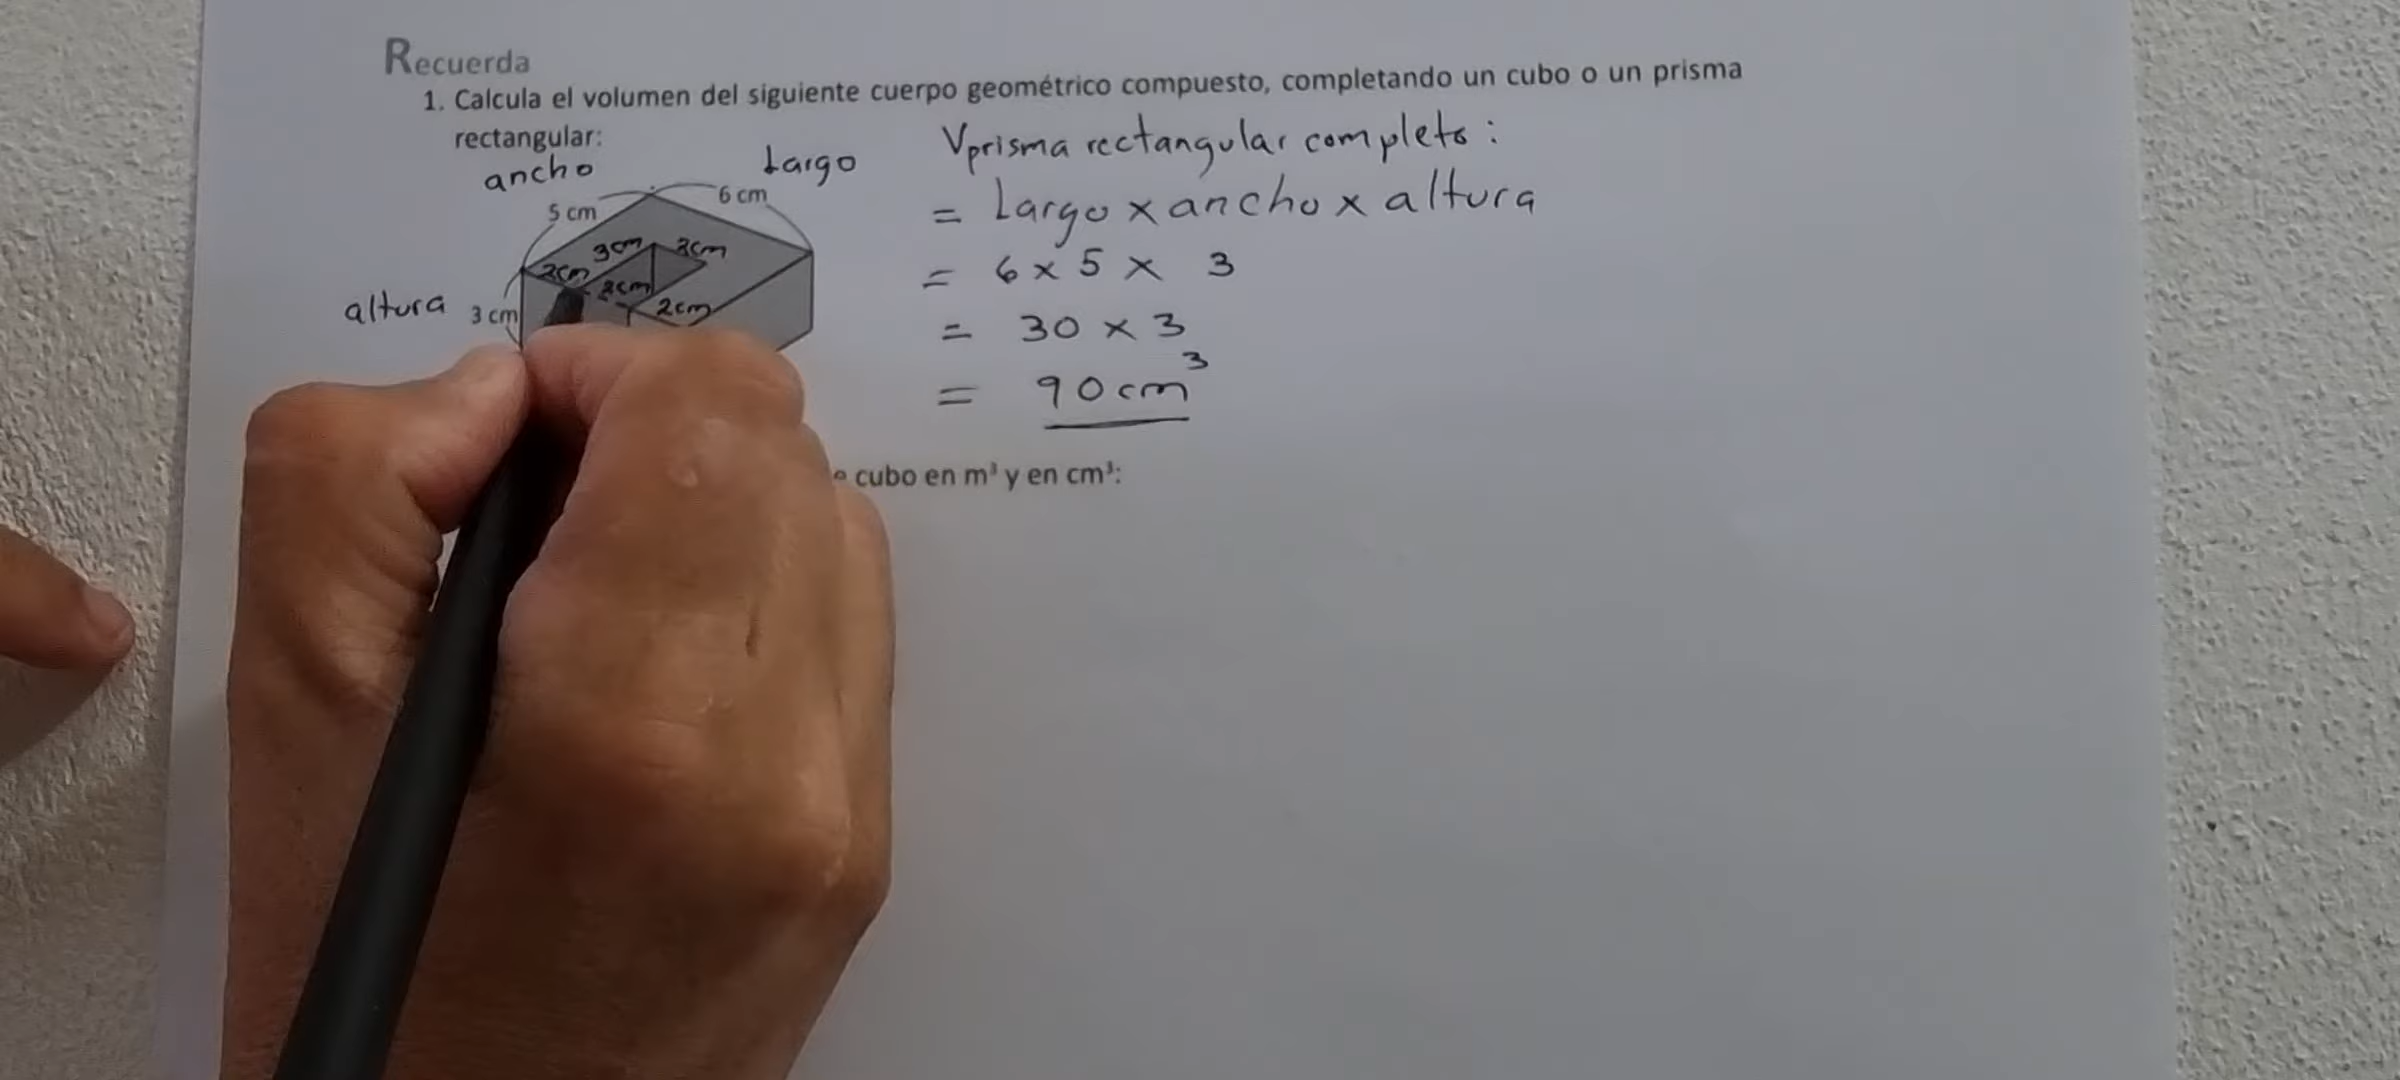 Recuerda
1. Calcula el volumen del siguiente cuerpo geométrico compuesto, completando un cubo o un prisma
rectangular:
ancho
Largo
5 cm
6 cm
3cm
2cm
2cm
2cm
altura
3 cm
Vprisma rectangular completo:
= Largo x ancho x altura
= 6 x 5 x 3
= 30 x 3
= 90 cm³
cubo en m³ y en cm³: